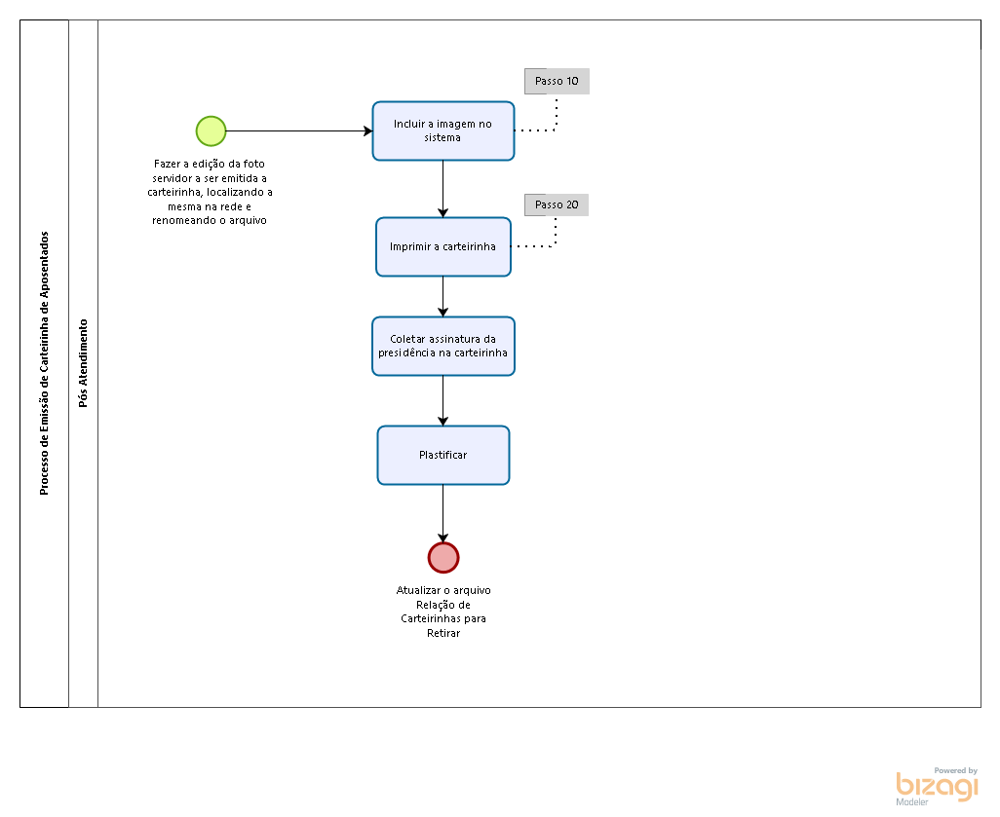 Processo de Emissão de Carteirinha de Aposentados
Pós Atendimento
Passo 10
Incluir a imagem no
sistema
Fazer a edição da foto
servidor a ser emitida a
carteirinha, localizando a
mesma na rede e
renomeando o arquivo
Passo 20
Imprimir a carteirinha
Coletar assinatura da
presidência na carteirinha
Plastificar
Atualizar o arquivo
Relação de
Carteirinhas para
Retirar
Powered by
bizagi
Modeler